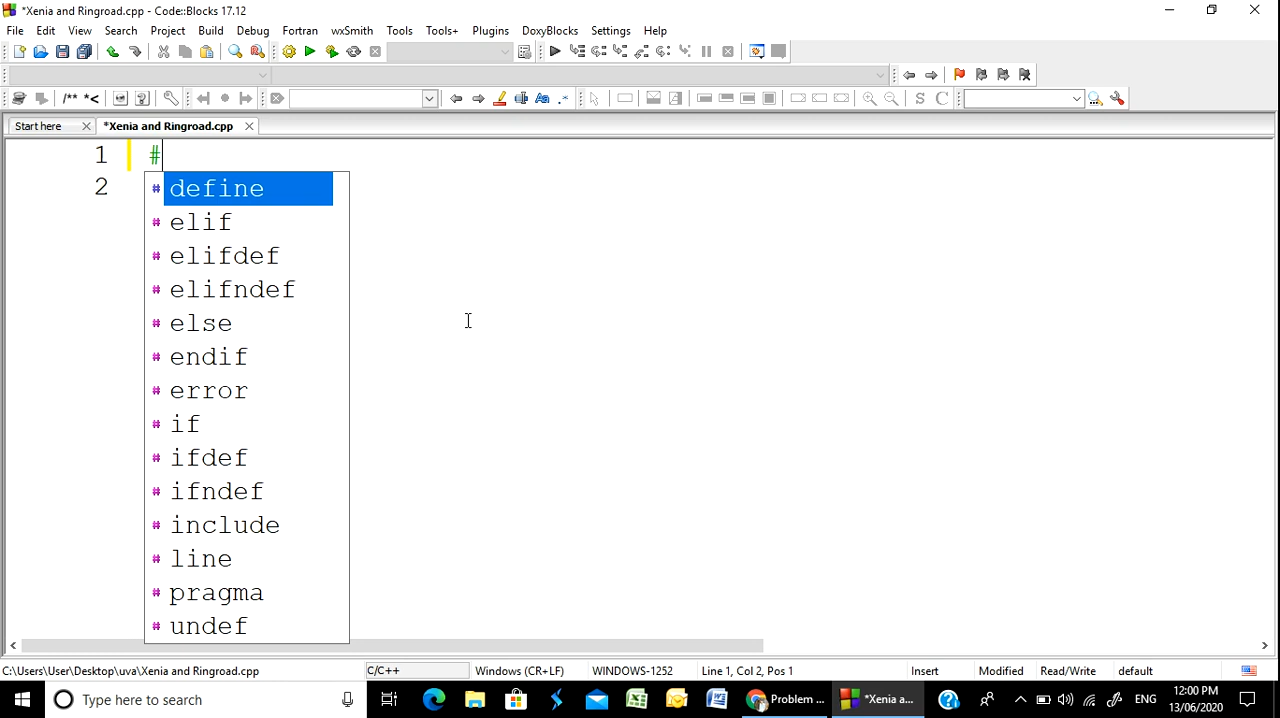 *Xenia and Ringroad.cpp - Code::Blocks 17.12
File Edit View Search Project Build Debug Fortran wxSmith Tools Tools+ Plugins DoxyBlocks Settings Help
/** *<
Aa .*
S C
Start here *Xenia and Ringroad.cpp
1 #
2
# define
# elif
# elifdef
# elifndef
# else
# endif
# error
# if
# ifdef
# ifndef
# include
# line
# pragma
# undef
C:\Users\User\Desktop\uva\Xenia and Ringroad.cpp C/C++ Windows (CR+LF) WINDOWS-1252 Line 1, Col 2, Pos 1 Insert Modified Read/Write default
Type here to search Problem ... *Xenia a... ENG 12:00 PM
13/06/2020